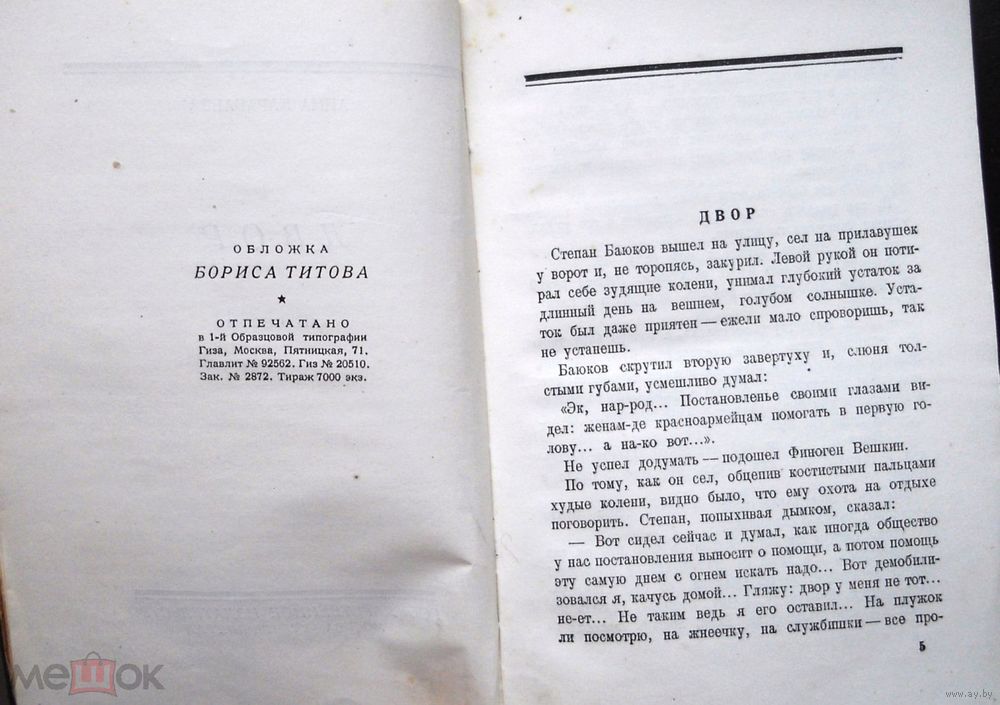 ОБЛОЖКА
БОРИСА ТИТОВА
★
ОТПЕЧАТАНО
в 1-й Образцовой типографии
Гиза, Москва, Пятницкая, 71.
Главлит № 92562. Гиз № 20510.
Зак. № 2872. Тираж 7000 экз.
ДВОР
Степан Баюков вышел на улицу, сел на прилавушек
у ворот и, не торопясь, закурил. Левой рукой он поти-
рал себе зудящие колени, унимал глубокий устаток за
длинный день на вешнем, голубом солнышке. Уста-
ток был даже приятен — ежели мало спроворишь, так
не устанешь.
Баюков скрутил вторую завертуху и, слюня тол-
стыми губами, усмешливо думал:
«Эк, нар-род... Постановленье своими глазами ви-
дел: женам-де красноармейцам помогать в первую го-
лову... а на-ко вот...».
Не успел додумать — подошел Финоген Вешкин.
По тому, как он сел, общепив костистыми пальцами
худые колени, видно было, что ему охота на отдыхе
поговорить. Степан, попыхивая дымком, сказал:
— Вот сидел сейчас и думал, как иногда общество
у нас постановления выносит о помощи, а потом помощь
эту самую днем с огнем искать надо... Вот демобили-
зовался я, качусь домой... Гляжу: двор у меня не тот...
не-ет... Не таким ведь я его оставил... На плужок
ли посмотрю, на жнеечку, на службишки — все про-
5
мешок
www.ay.by